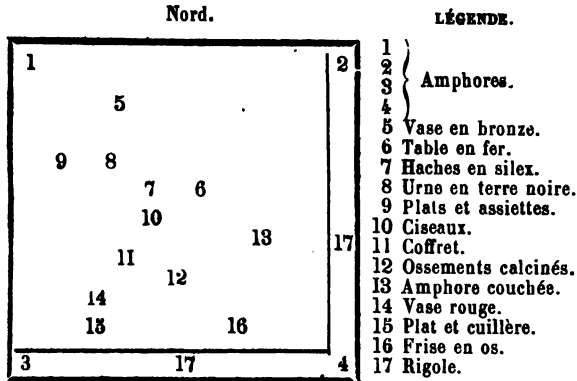 Nord.
1 2
5
9 8
7 6
10
13
17
11
12
14
15 16
3 17 4
LÉGENDE.
1
2
3
4
Amphores.
5 Vase en bronze.
6 Table en fer.
7 Haches en silex.
8 Urne en terre noire.
9 Plats et assiettes.
10 Ciseaux.
11 Coffret.
12 Ossements calcinés.
13 Amphore couchée.
14 Vase rouge.
15 Plat et cuillère.
16 Frise en os.
17 Rigole.